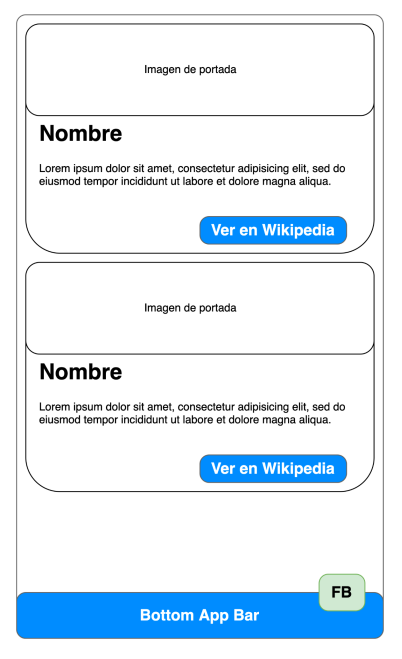 Imagen de portada
Nombre
Lorem ipsum dolor sit amet, consectetur adipisicing elit, sed do
eiusmod tempor incididunt ut labore et dolore magna aliqua.
Ver en Wikipedia
Imagen de portada
Nombre
Lorem ipsum dolor sit amet, consectetur adipisicing elit, sed do
eiusmod tempor incididunt ut labore et dolore magna aliqua.
Ver en Wikipedia
FB
Bottom App Bar